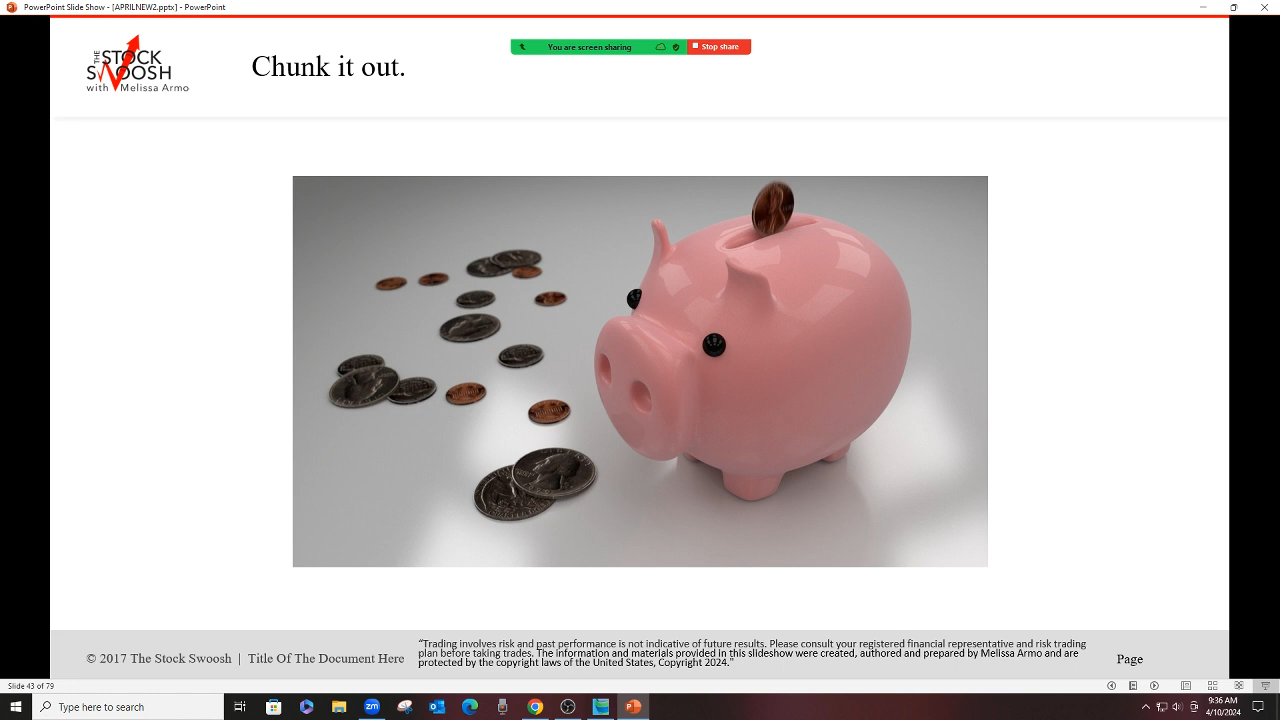 PowerPoint Slide Show - [APRILNEW2.pptx] - PowerPoint
You are screen sharing
Stop share
THE STOCK
SWOOSH
with Melissa Armo
Chunk it out.
© 2017 The Stock Swoosh | Title Of The Document Here
"Trading involves risk and past performance is not indicative of future results. Please consult your registered financial representative and risk trading
plan before taking trades. The information and materials provided in this slideshow were created, authored and prepared by Melissa Armo and are
protected by the copyright laws of the United States, Copyright 2024."
Page
Slide 43 of 79
Type here to search
9:36 AM
4/10/2024